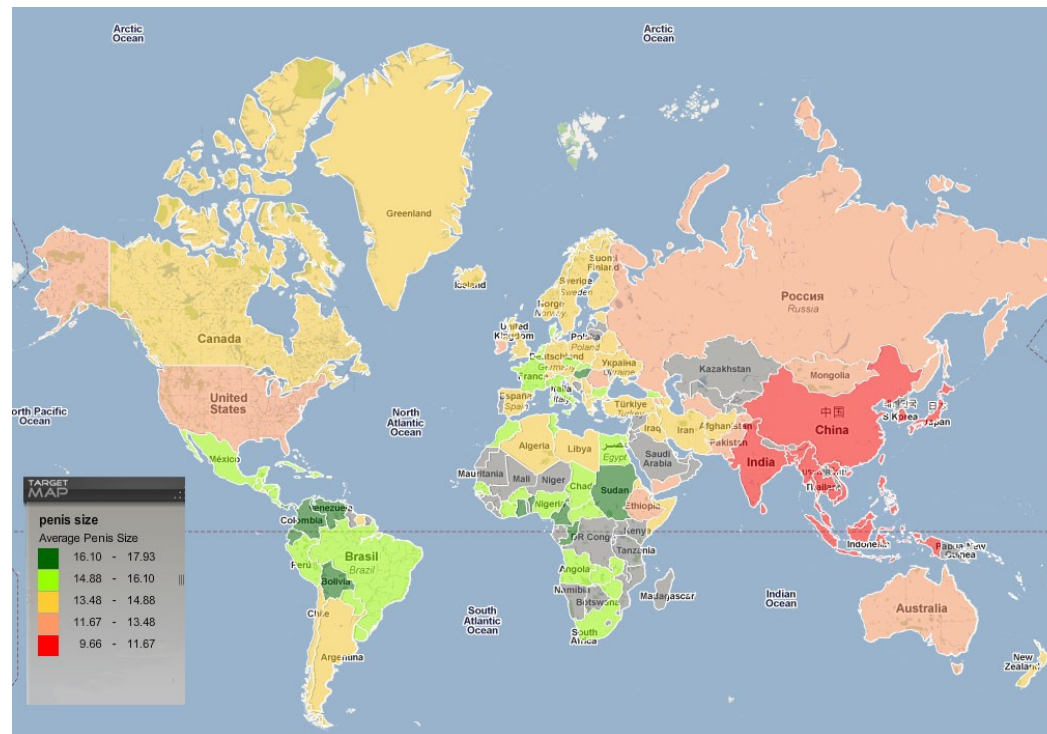 Arctic
Ocean
Arctic
Ocean
Greenland
Iceland
Suomi
Finland
Sverige
Sweden
Norge
Norway
Россия
Russia
Canada
United
Kingdom
Polska
Poland
Deutschland
Germany
Україна
Ukraine
Kazakhstan
Mongolia
France
Italia
Italy
United
States
España
Spain
Türkiye
Turkey
中国
China
S Korea
日本
Japan
orth Pacific
Ocean
North
Atlantic
Ocean
Iraq
Iran
Afghanistan
Pakistan
Algeria
Libya
مصر
Egypt
Saudi
Arabia
India
México
Mauritania
Mali
Niger
Chad
Sudan
Thailand
Nigeria
Ethiopia
Venezuela
Colombia
Kenya
DR Congo
Tanzania
Indonesia
Papua New
Guinea
Brasil
Brazil
Perú
Bolivia
Angola
Namibia
Botswana
Madagascar
Indian
Ocean
Australia
Chile
South
Atlantic
Ocean
South
Africa
Argentina
New
Zealand
TARGET
MAP
penis size
Average Penis Size
16.10 - 17.93
14.88 - 16.10
13.48 - 14.88
11.67 - 13.48
9.66 - 11.67